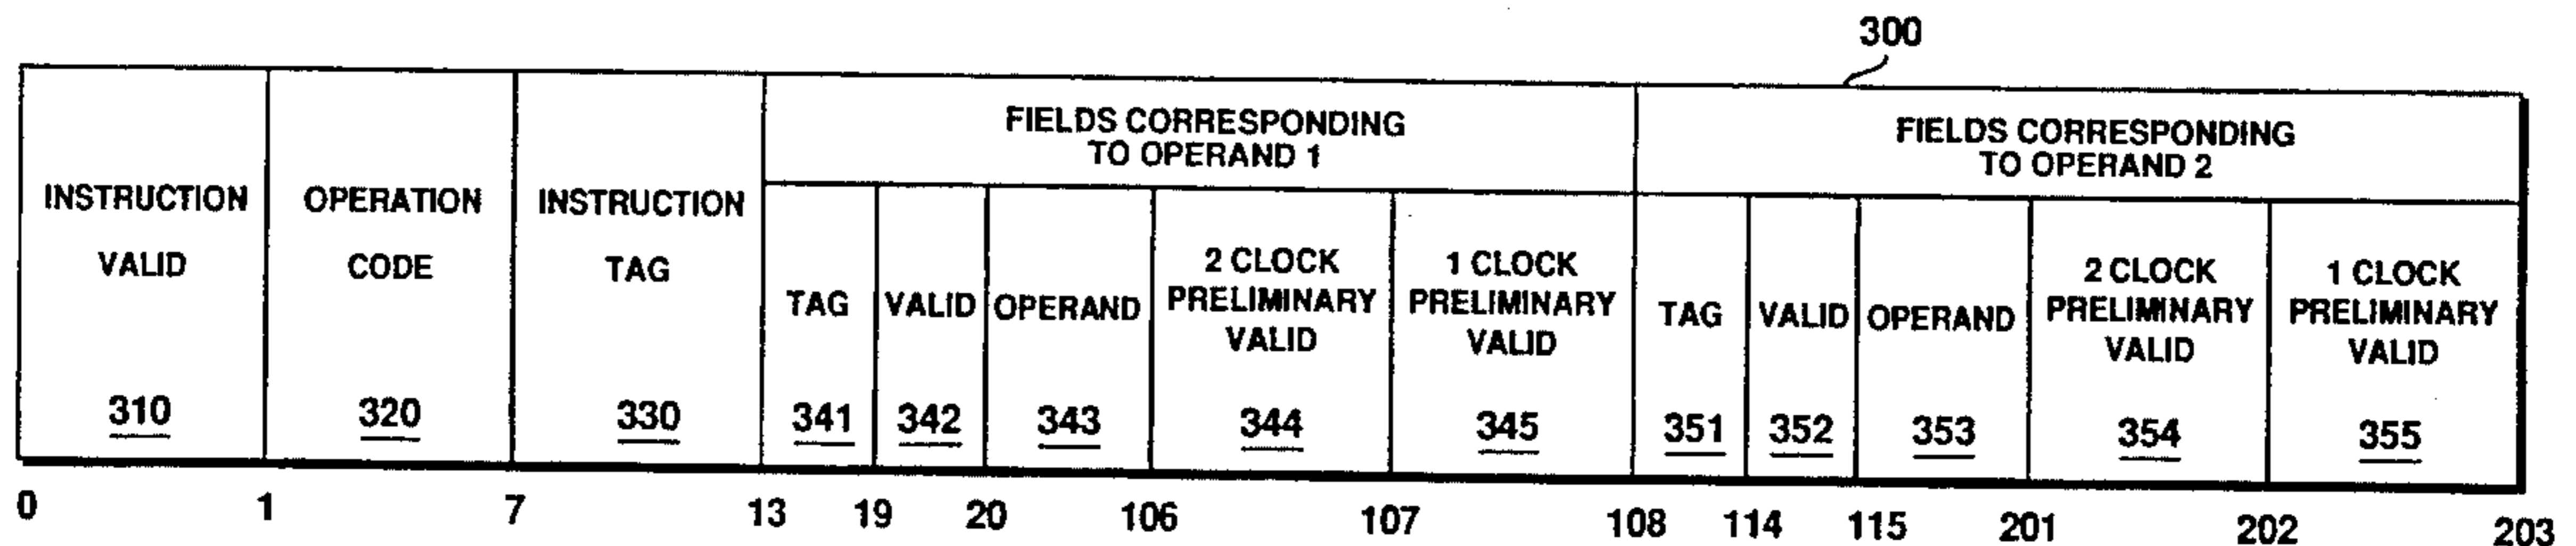 300
FIELDS CORRESPONDING
TO OPERAND 1
FIELDS CORRESPONDING
TO OPERAND 2
INSTRUCTION
VALID
310
OPERATION
CODE
320
INSTRUCTION
TAG
330
TAG
341
VALID
342
OPERAND
343
2 CLOCK
PRELIMINARY
VALID
344
1 CLOCK
PRELIMINARY
VALID
345
TAG
351
VALID
352
OPERAND
353
2 CLOCK
PRELIMINARY
VALID
354
1 CLOCK
PRELIMINARY
VALID
355
0 1 7 13 19 20 106 107 108 114 115 201 202 203